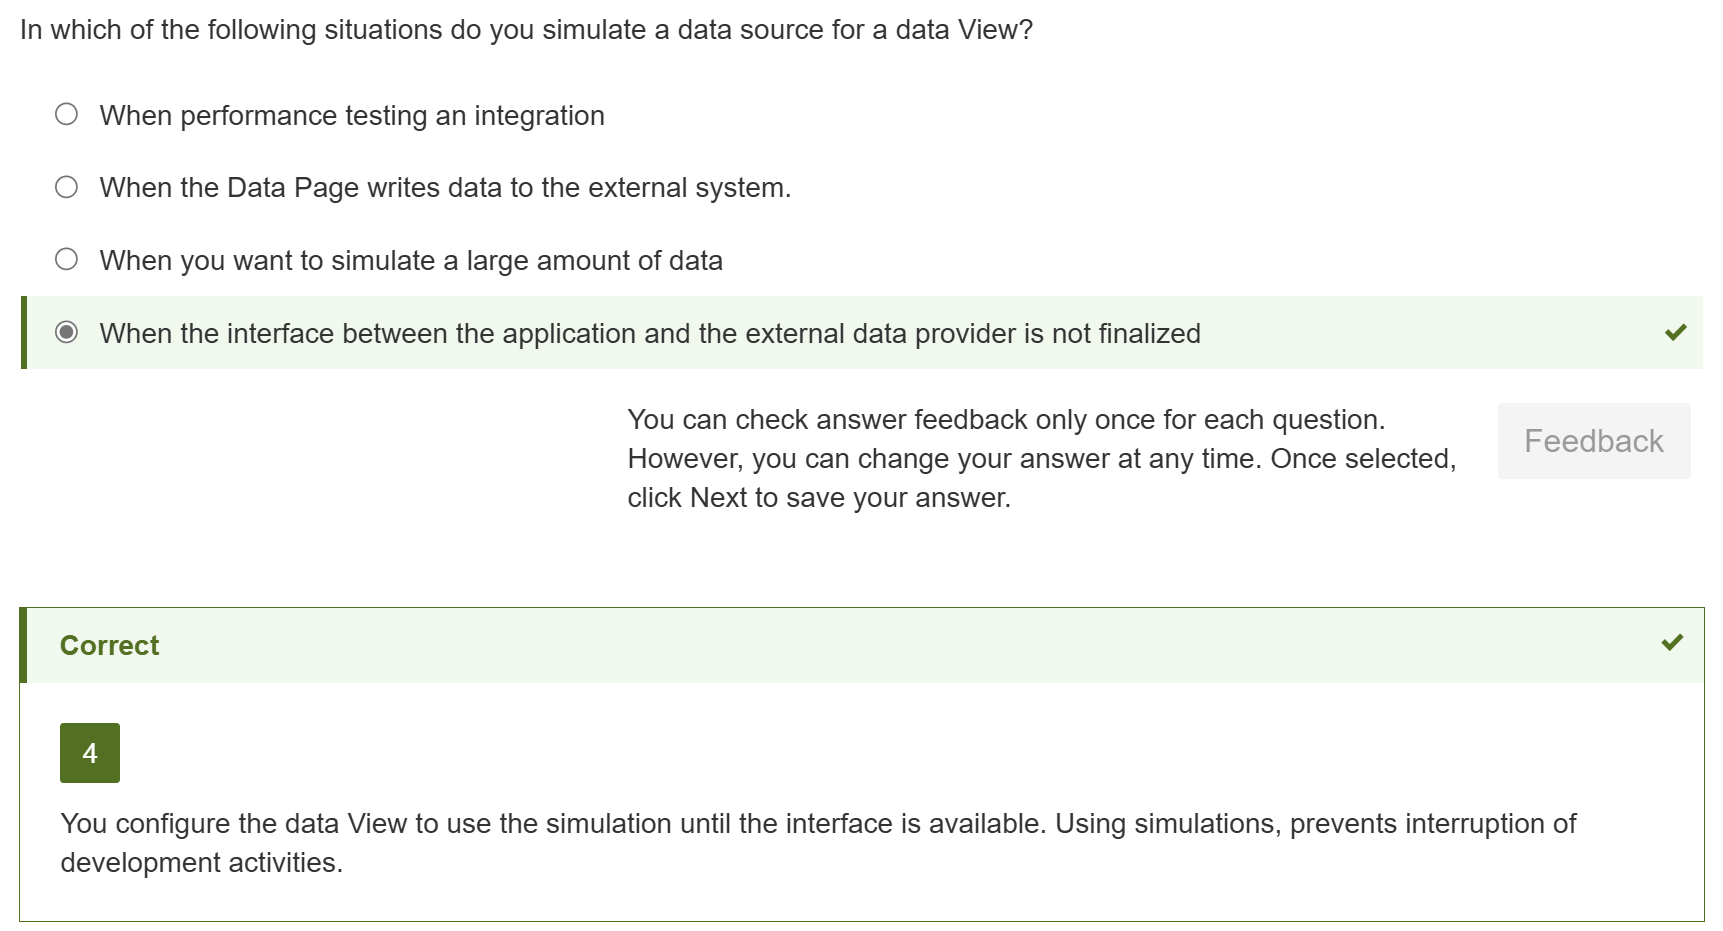 In which of the following situations do you simulate a data source for a data View?
When performance testing an integration
When the Data Page writes data to the external system.
When you want to simulate a large amount of data
When the interface between the application and the external data provider is not finalized
You can check answer feedback only once for each question.
However, you can change your answer at any time. Once selected,
click Next to save your answer.
Feedback
Correct
4
You configure the data View to use the simulation until the interface is available. Using simulations, prevents interruption of
development activities.